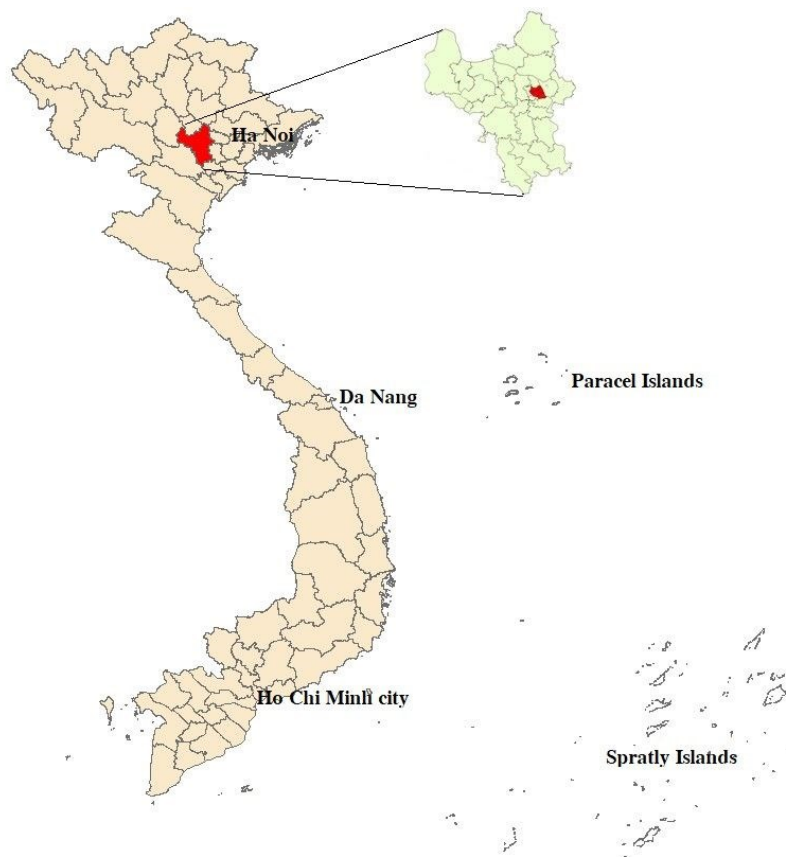 Ha Noi
Paracel Islands
Da Nang
Ho Chi Minh city
Spratly Islands